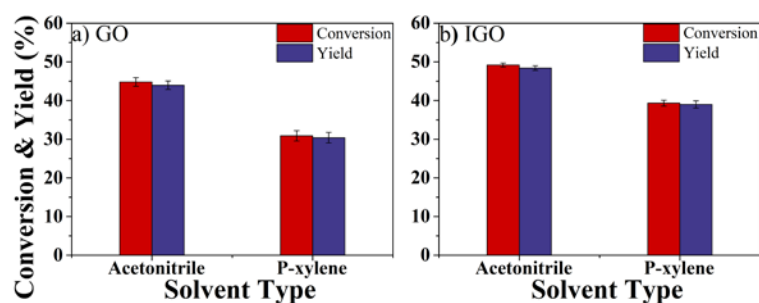 Conversion & Yield (%)
60
50
40
30
20
10
0
a) GO
Conversion
Yield
Acetonitrile
P-xylene
Solvent Type
60
50
40
30
20
10
0
b) IGO
Conversion
Yield
Acetonitrile
P-xylene
Solvent Type